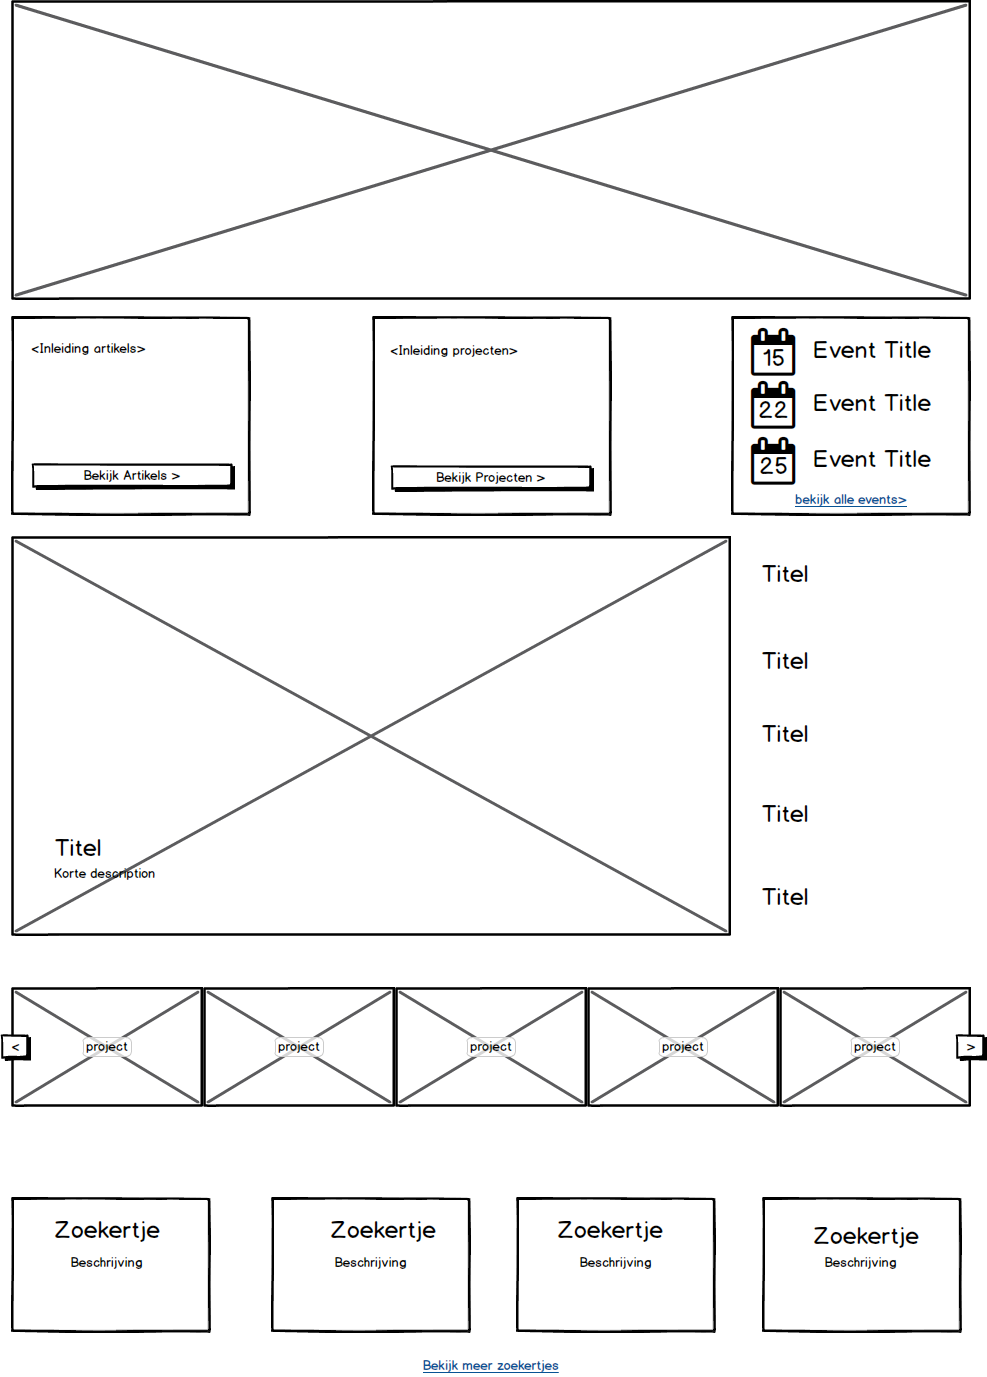 <Inleiding artikels>
Bekijk Artikels >
<Inleiding projecten>
Bekijk Projecten >
15 Event Title
22 Event Title
25 Event Title
bekijk alle events>
Titel
Korte description
Titel
Titel
Titel
Titel
Titel
<
project
project
project
project
project
>
Zoekertje
Beschrijving
Zoekertje
Beschrijving
Zoekertje
Beschrijving
Zoekertje
Beschrijving
Bekijk meer zoekertjes